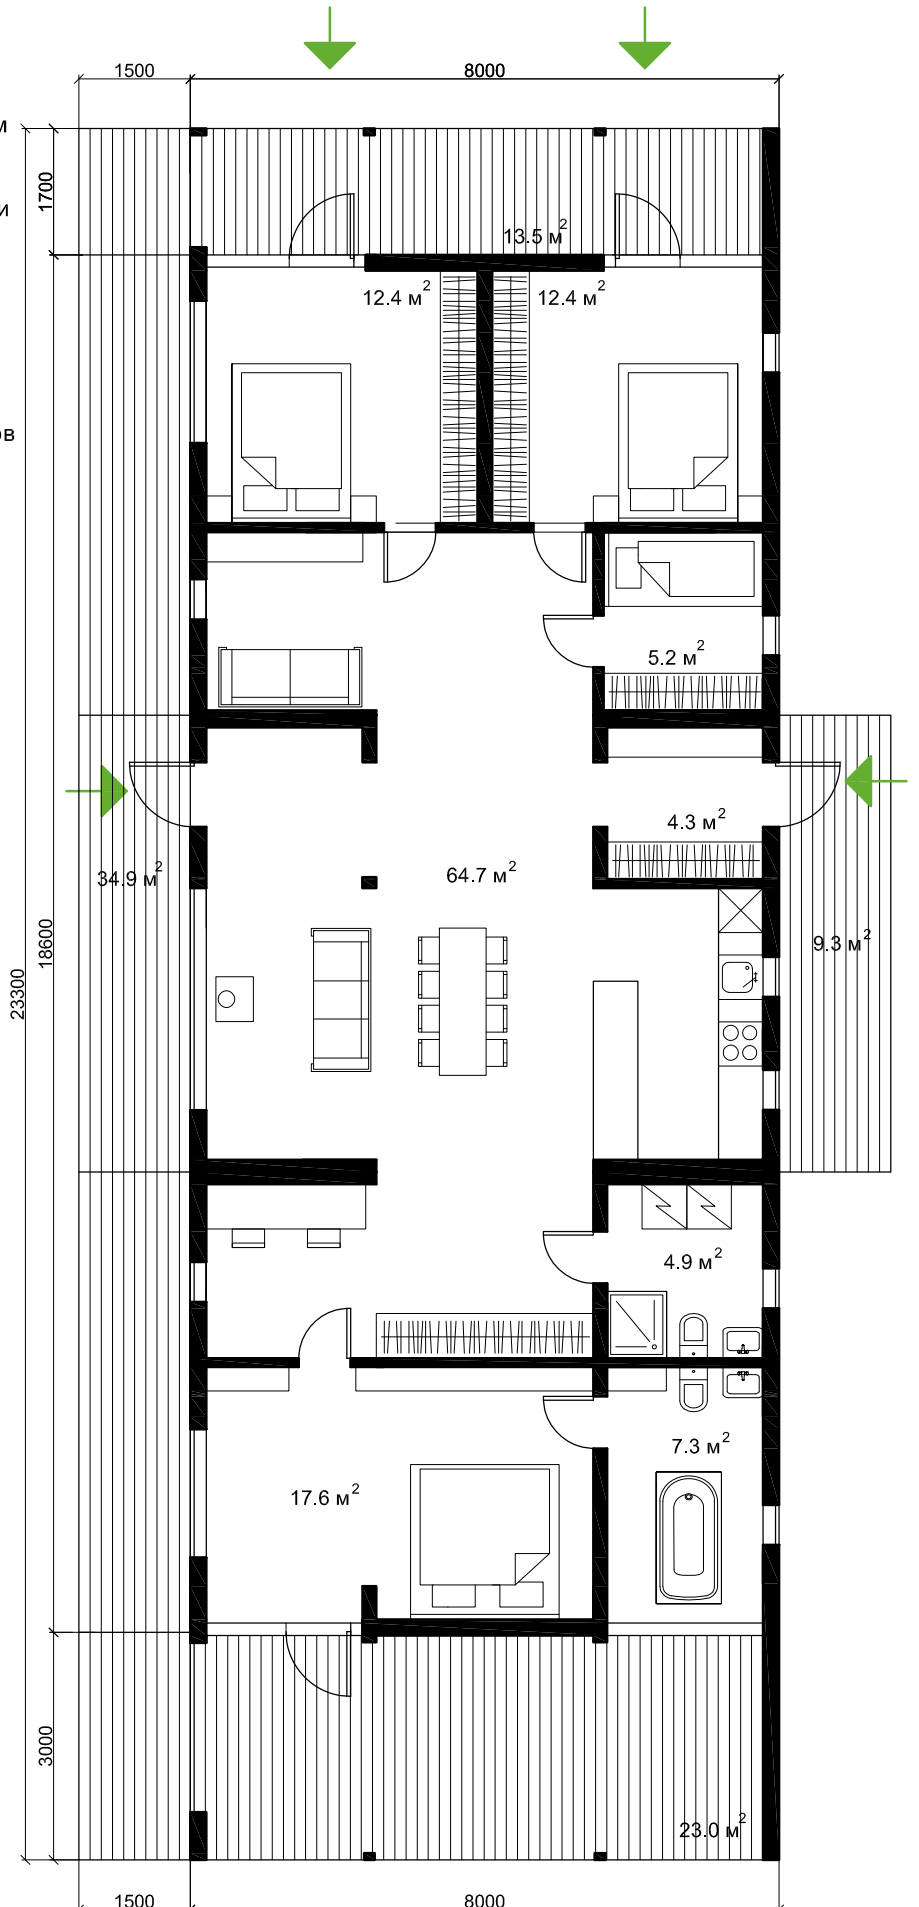 1500
8000
м
1700
и
13.5 м²
12.4 м²
12.4 м²
ов
5.2 м²
4.3 м²
34.9 м²
64.7 м²
9.3 м²
18600
23300
4.9 м²
7.3 м²
17.6 м²
3000
23.0 м²
1500
8000